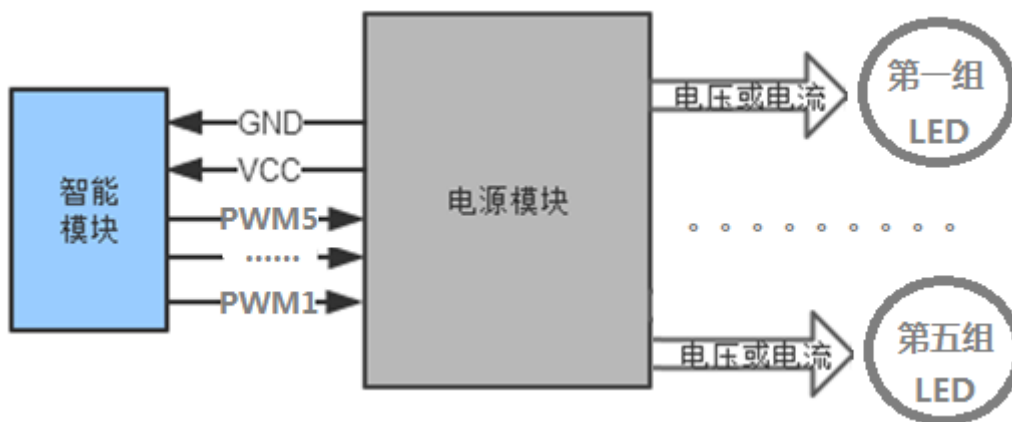 智能
模块
GND
VCC
PWM5
......
PWM1
电源模块
电压或电流
第一组
LED
电压或电流
第五组
LED